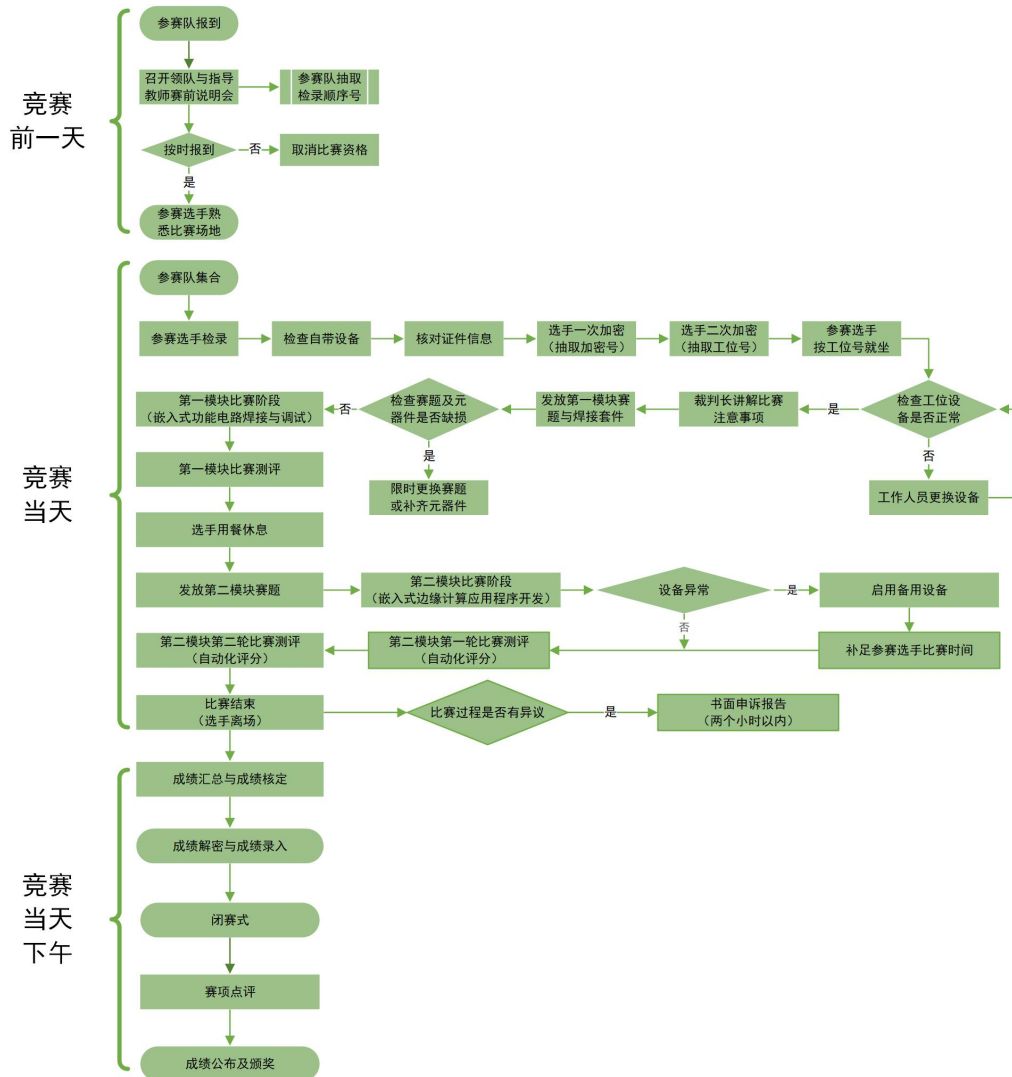 竞赛
前一天
参赛队报到
召开领队与指导
教师赛前说明会
参赛队抽取
检录顺序号
按时报到
否
取消比赛资格
是
参赛选手熟
悉比赛场地
竞赛
当天
参赛队集合
参赛选手检录
检查自带设备
核对证件信息
选手一次加密
（抽取加密号）
选手二次加密
（抽取工位号）
参赛选手
按工位号就坐
检查工位设
备是否正常
是
裁判长讲解比赛
注意事项
发放第一模块赛
题与焊接套件
检查赛题及元
器件是否缺损
否
第一模块比赛阶段
（嵌入式功能电路焊接与调试）
否
工作人员更换设备
是
限时更换赛题
或补齐元器件
第一模块比赛测评
选手用餐休息
发放第二模块赛题
第二模块比赛阶段
（嵌入式边缘计算应用程序开发）
设备异常
是
启用备用设备
否
补足参赛选手比赛时间
第二模块第一轮比赛测评
（自动化评分）
第二模块第二轮比赛测评
（自动化评分）
比赛结束
（选手离场）
比赛过程是否有异议
是
书面申诉报告
（两个小时以内）
竞赛
当天
下午
成绩汇总与成绩核定
成绩解密与成绩录入
闭赛式
赛项点评
成绩公布及颁奖